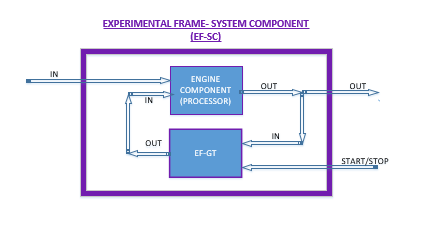 EXPERIMENTAL FRAME- SYSTEM COMPONENT
(EF-SC)
IN
ENGINE
COMPONENT
(PROCESSOR)
OUT
OUT
IN
OUT
IN
EF-GT
START/STOP